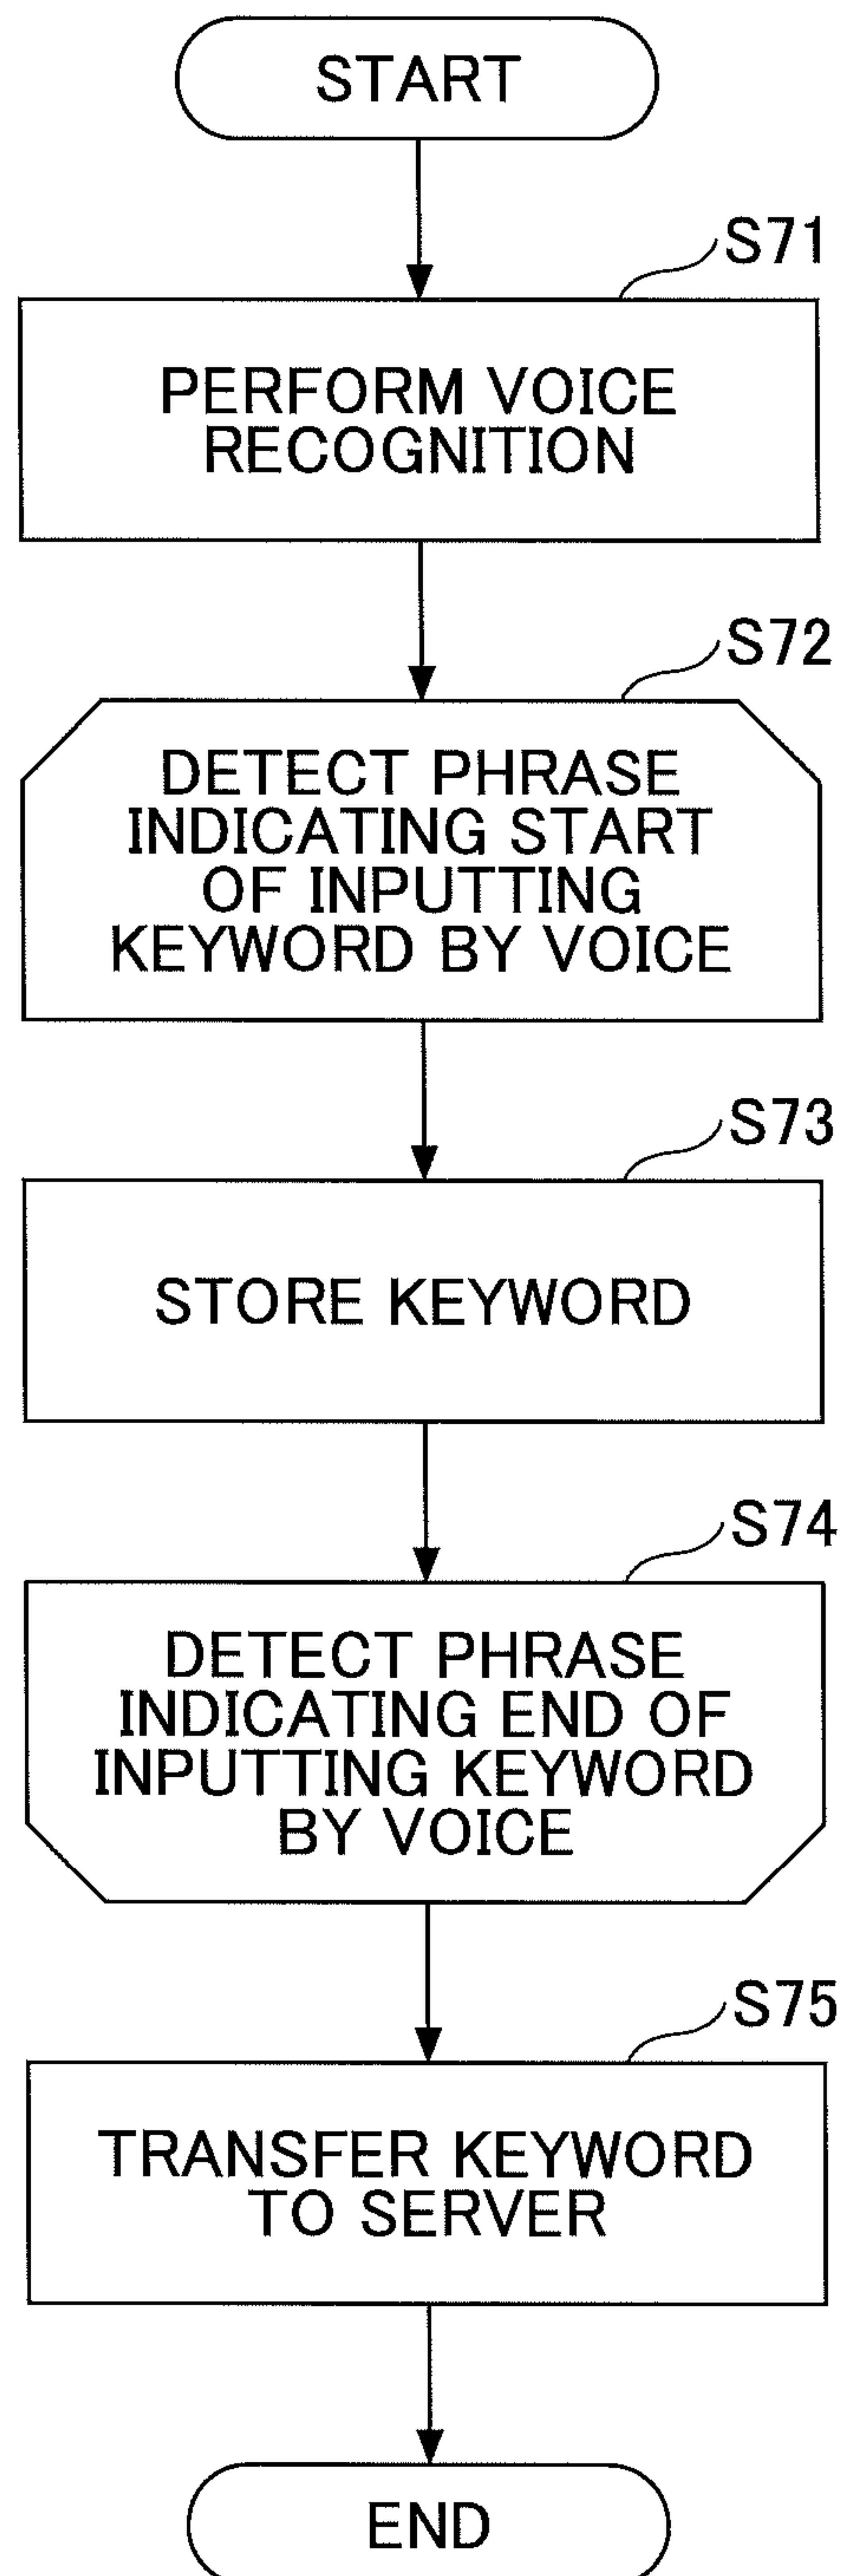 START
S71
PERFORM VOICE
RECOGNITION
S72
DETECT PHRASE
INDICATING START
OF INPUTTING
KEYWORD BY VOICE
S73
STORE KEYWORD
S74
DETECT PHRASE
INDICATING END OF
INPUTTING KEYWORD
BY VOICE
S75
TRANSFER KEYWORD
TO SERVER
END